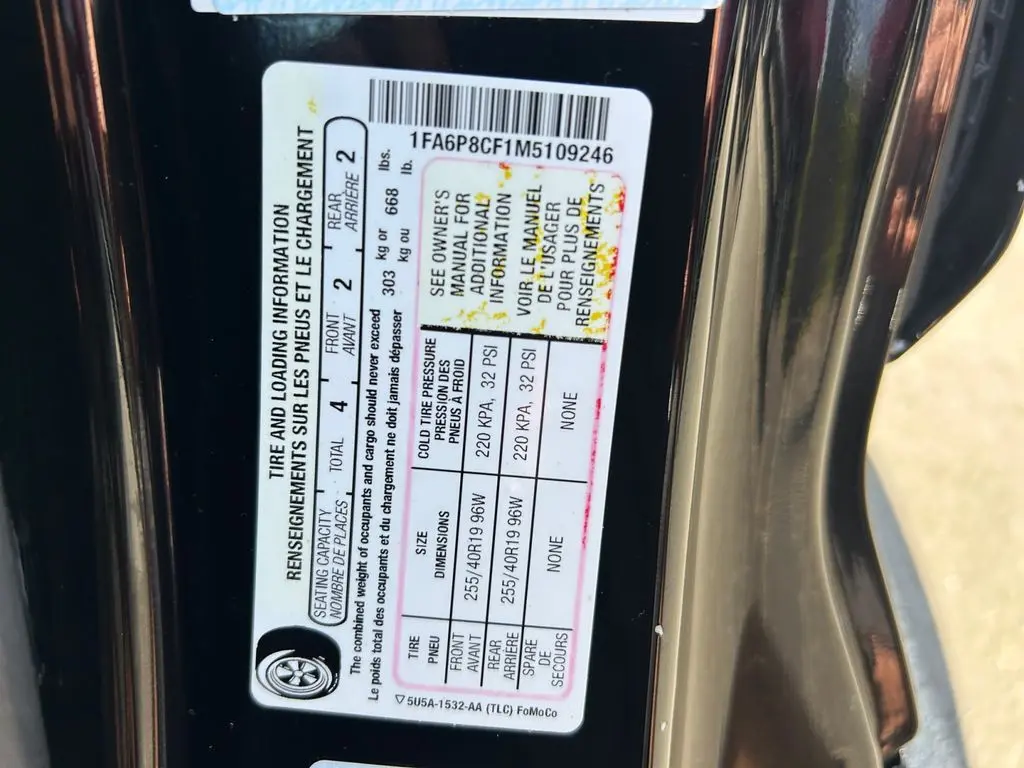 TIRE AND LOADING INFORMATION
RENSEIGNEMENTS SUR LES PNEUS ET LE CHARGEMENT
SEATING CAPACITY TOTAL 4 FRONT 2 REAR 2
NOMBRE DE PLACES AVANT ARRIÈRE
The combined weight of occupants and cargo should never exceed 303 kg or 668 lbs.
Le poids total des occupants et du chargement ne doit jamais dépasser kg ou lb.
1FA6P8CF1M5109246
TIRE SIZE COLD TIRE PRESSURE
PNEU DIMENSIONS PRESSION DES
PNEUS À FROID
FRONT 255/40R19 96W 220 KPA, 32 PSI
AVANT
REAR 255/40R19 96W 220 KPA, 32 PSI
ARRIÈRE
SPARE NONE NONE
DE
SECOURS
SEE OWNER'S
MANUAL FOR
ADDITIONAL
INFORMATION
VOIR LE MANUEL
DE L'USAGER
POUR PLUS DE
RENSEIGNEMENTS
5U5A-1532-AA (TLC) FoMoCo